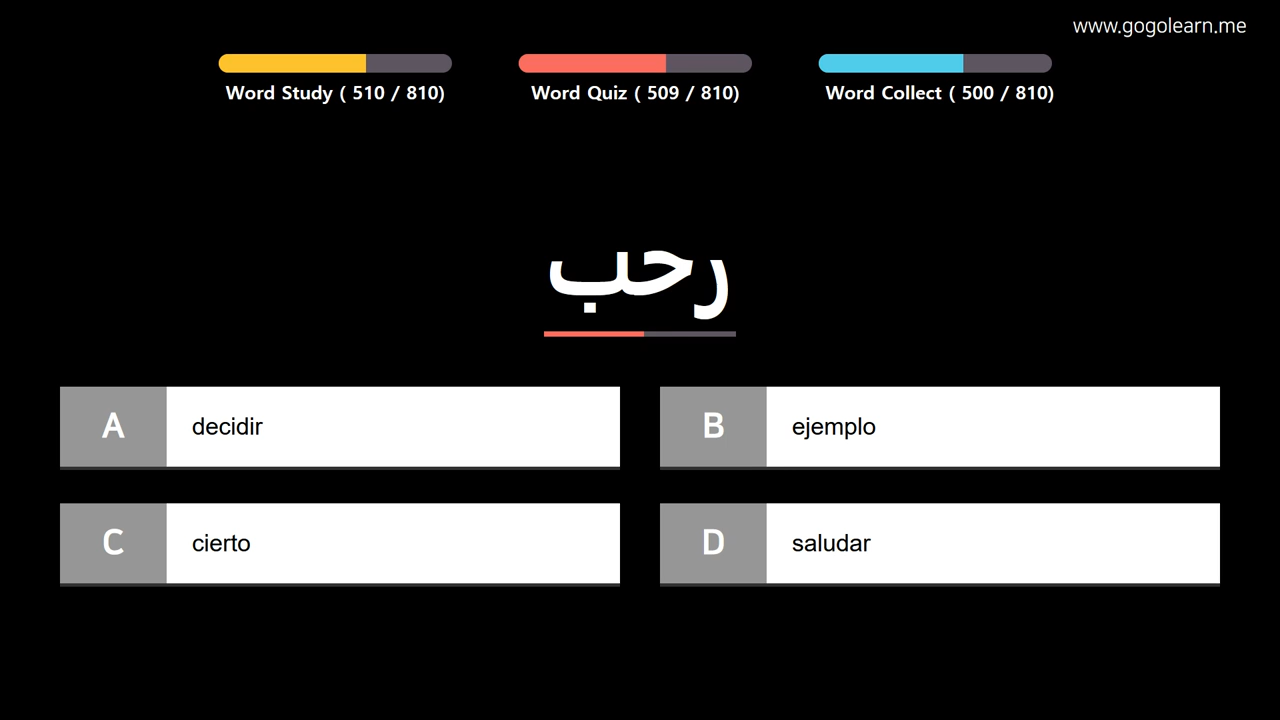 www.gogolearn.me
Word Study ( 510 / 810)
Word Quiz ( 509 / 810)
Word Collect ( 500 / 810)
رحب
A decidir
B ejemplo
C cierto
D saludar